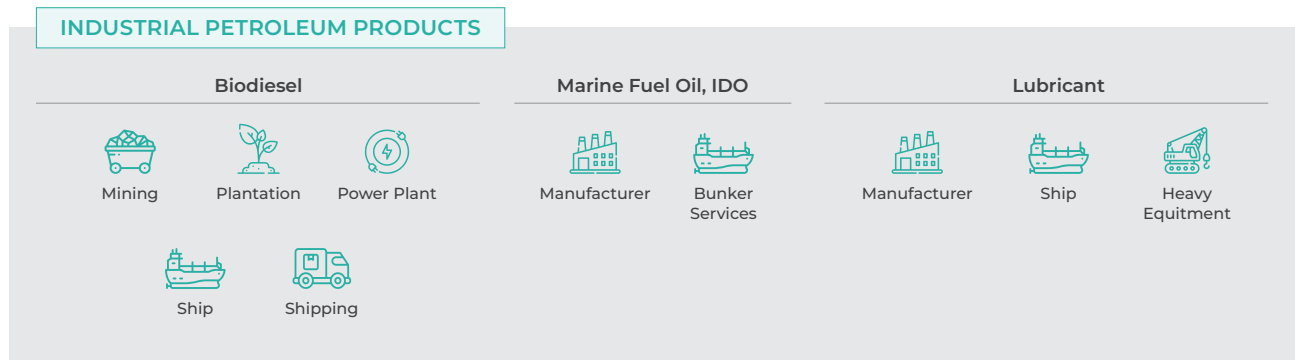 INDUSTRIAL PETROLEUM PRODUCTS
Biodiesel
Mining
Plantation
Power Plant
Ship
Shipping
Marine Fuel Oil, IDO
Manufacturer
Bunker
Services
Lubricant
Manufacturer
Ship
Heavy
Equitment